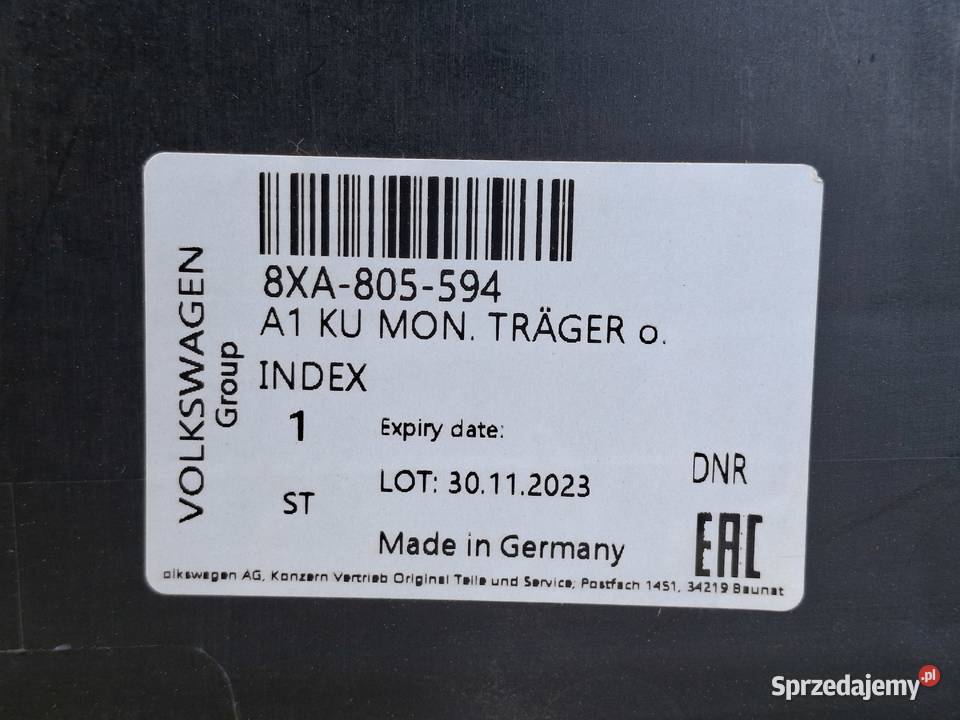 VOLKSWAGEN
Group
8XA-805-594
A1 KU MON. TRÄGER o.
INDEX
1
Expiry date:
DNR
ST
LOT: 30.11.2023
Made in Germany
EAC
olkswagen AG, Konzern Vertrieb Original Teile und Service, Postfach 1451, 34219 Baunat
Sprzedajemy.pl